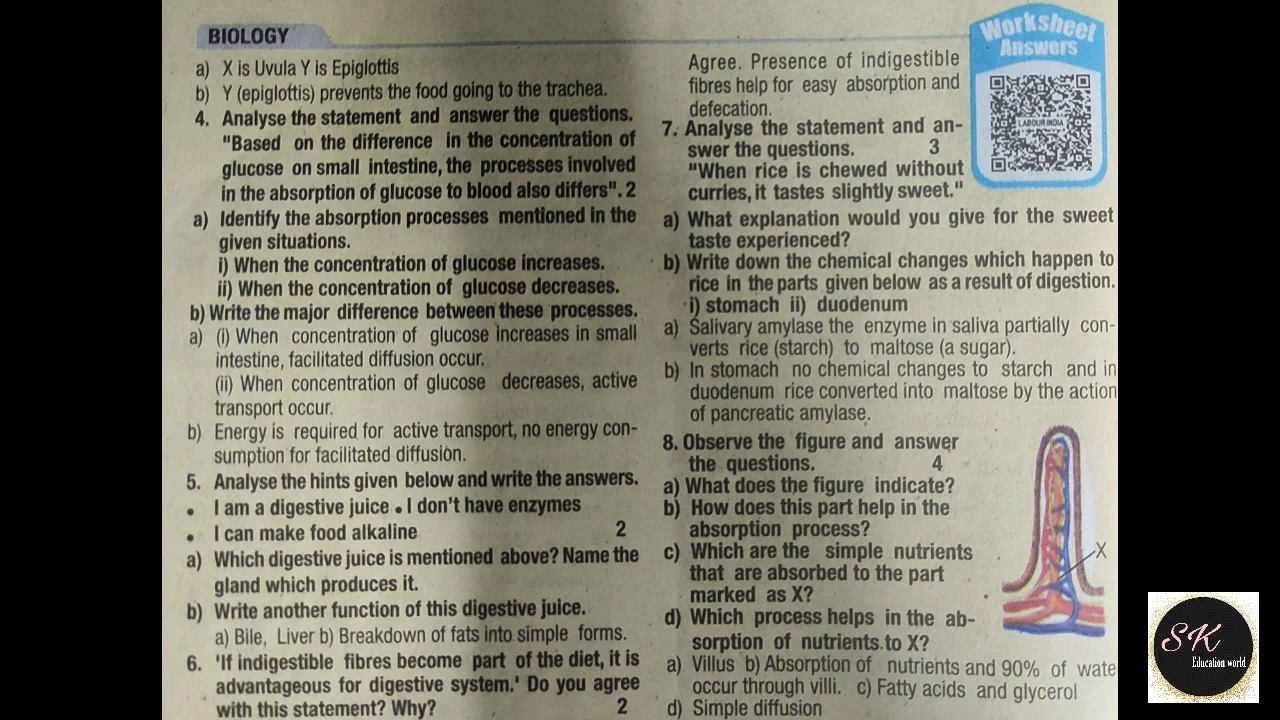 BIOLOGY
a) X is Uvula Y is Epiglottis
b) Y (epiglottis) prevents the food going to the trachea.
4. Analyse the statement and answer the questions.
"Based on the difference in the concentration of
glucose on small intestine, the processes involved
in the absorption of glucose to blood also differs". 2
a) Identify the absorption processes mentioned in the
given situations.
i) When the concentration of glucose increases.
ii) When the concentration of glucose decreases.
b) Write the major difference between these processes.
a) (i) When concentration of glucose increases in small
intestine, facilitated diffusion occur.
(ii) When concentration of glucose decreases, active
transport occur.
b) Energy is required for active transport, no energy con-
sumption for facilitated diffusion.
5. Analyse the hints given below and write the answers.
• I am a digestive juice • I don't have enzymes
• I can make food alkaline 2
a) Which digestive juice is mentioned above? Name the
gland which produces it.
b) Write another function of this digestive juice.
a) Bile, Liver b) Breakdown of fats into simple forms.
6. 'If indigestible fibres become part of the diet, it is
advantageous for digestive system.' Do you agree
with this statement? Why? 2
Agree. Presence of indigestible
fibres help for easy absorption and
defecation.
7. Analyse the statement and an-
swer the questions. 3
"When rice is chewed without
curries, it tastes slightly sweet."
a) What explanation would you give for the sweet
taste experienced?
b) Write down the chemical changes which happen to
rice in the parts given below as a result of digestion.
i) stomach ii) duodenum
a) Salivary amylase the enzyme in saliva partially con-
verts rice (starch) to maltose (a sugar).
b) In stomach no chemical changes to starch and in
duodenum rice converted into maltose by the action
of pancreatic amylase.
8. Observe the figure and answer
the questions. 4
a) What does the figure indicate?
b) How does this part help in the
absorption process?
c) Which are the simple nutrients
that are absorbed to the part
marked as X?
d) Which process helps in the ab-
sorption of nutrients to X?
a) Villus b) Absorption of nutrients and 90% of wate
occur through villi. c) Fatty acids and glycerol
d) Simple diffusion
Worksheet
Answers
LABOUR INDIA
X
SK
Education world